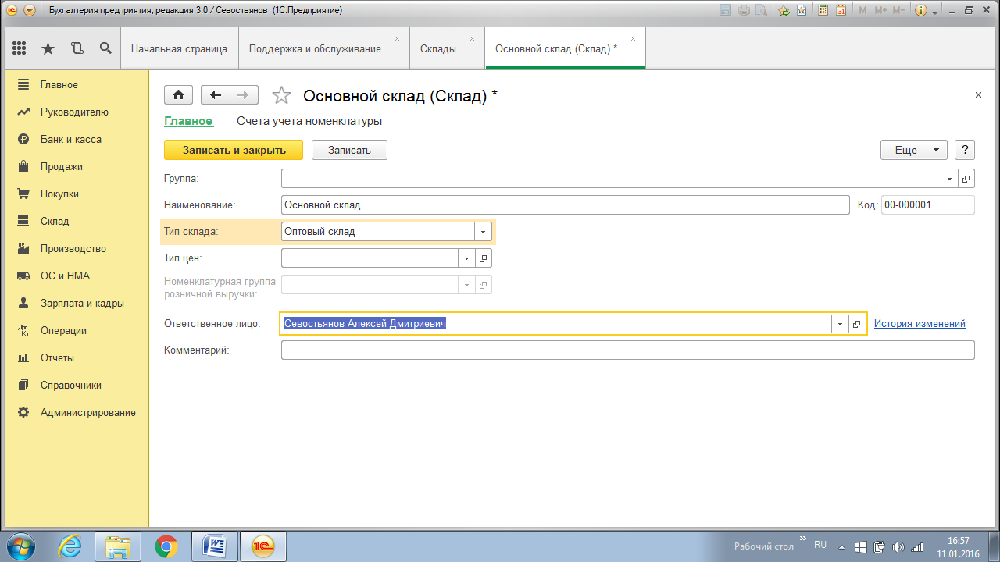 Бухгалтерия предприятия, редакция 3.0 / Севостьянов (1С:Предприятие)
M M+ M-
Начальная страница
Поддержка и обслуживание
Склады
Основной склад (Склад) *
Главное
Руководителю
Банк и касса
Продажи
Покупки
Склад
Производство
ОС и НМА
Зарплата и кадры
Операции
Отчеты
Справочники
Администрирование
Основной склад (Склад) *
Главное Счета учета номенклатуры
Записать и закрыть Записать Еще ?
Группа:
Наименование: Основной склад Код: 00-000001
Тип склада: Оптовый склад
Тип цен:
Номенклатурная группа
розничной выручки:
Ответственное лицо: Севостьянов Алексей Дмитриевич История изменений
Комментарий:
Рабочий стол » RU 16:57
11.01.2016